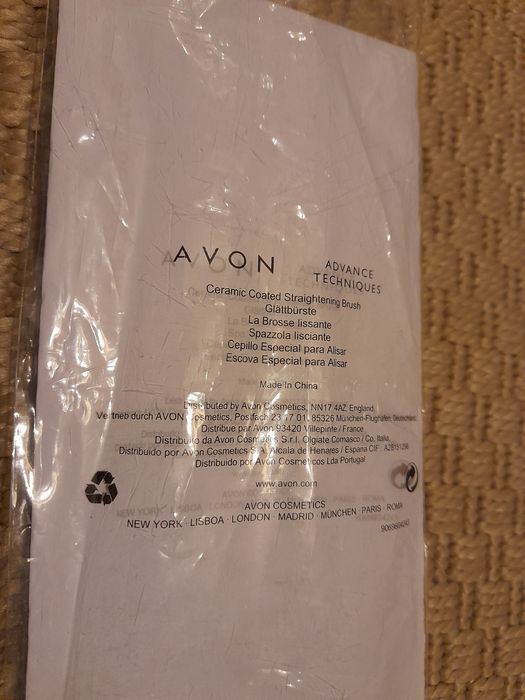 AVON
ADVANCE
TECHNIQUES
Ceramic Coated Straightening Brush
Glättbürste
La Brosse lissante
Spazzola lisciante
Cepillo Especial para Alisar
Escova Especial para Alisar
Made In China
Distributed by Avon Cosmetics, NN17 4AZ England
Vertrieb durch AVON Cosmetics, Postfach 23 17 01, 85326 München-Flughafen, Deutschland
Distribue par Avon 93420 Villepinte / France
Distribuito da Avon Cosmetics S.r.l. Olgiate Comasco / Co, Italia
Distribuido por Avon Cosmetics S.A. Alcala de Henares / Espana CIF.
Distribuido por Avon Cosmeticos Lda Portugal
www.avon.com
AVON COSMETICS
NEW YORK · LISBOA · LONDON · MADRID · MÜNCHEN · PARIS · ROMA